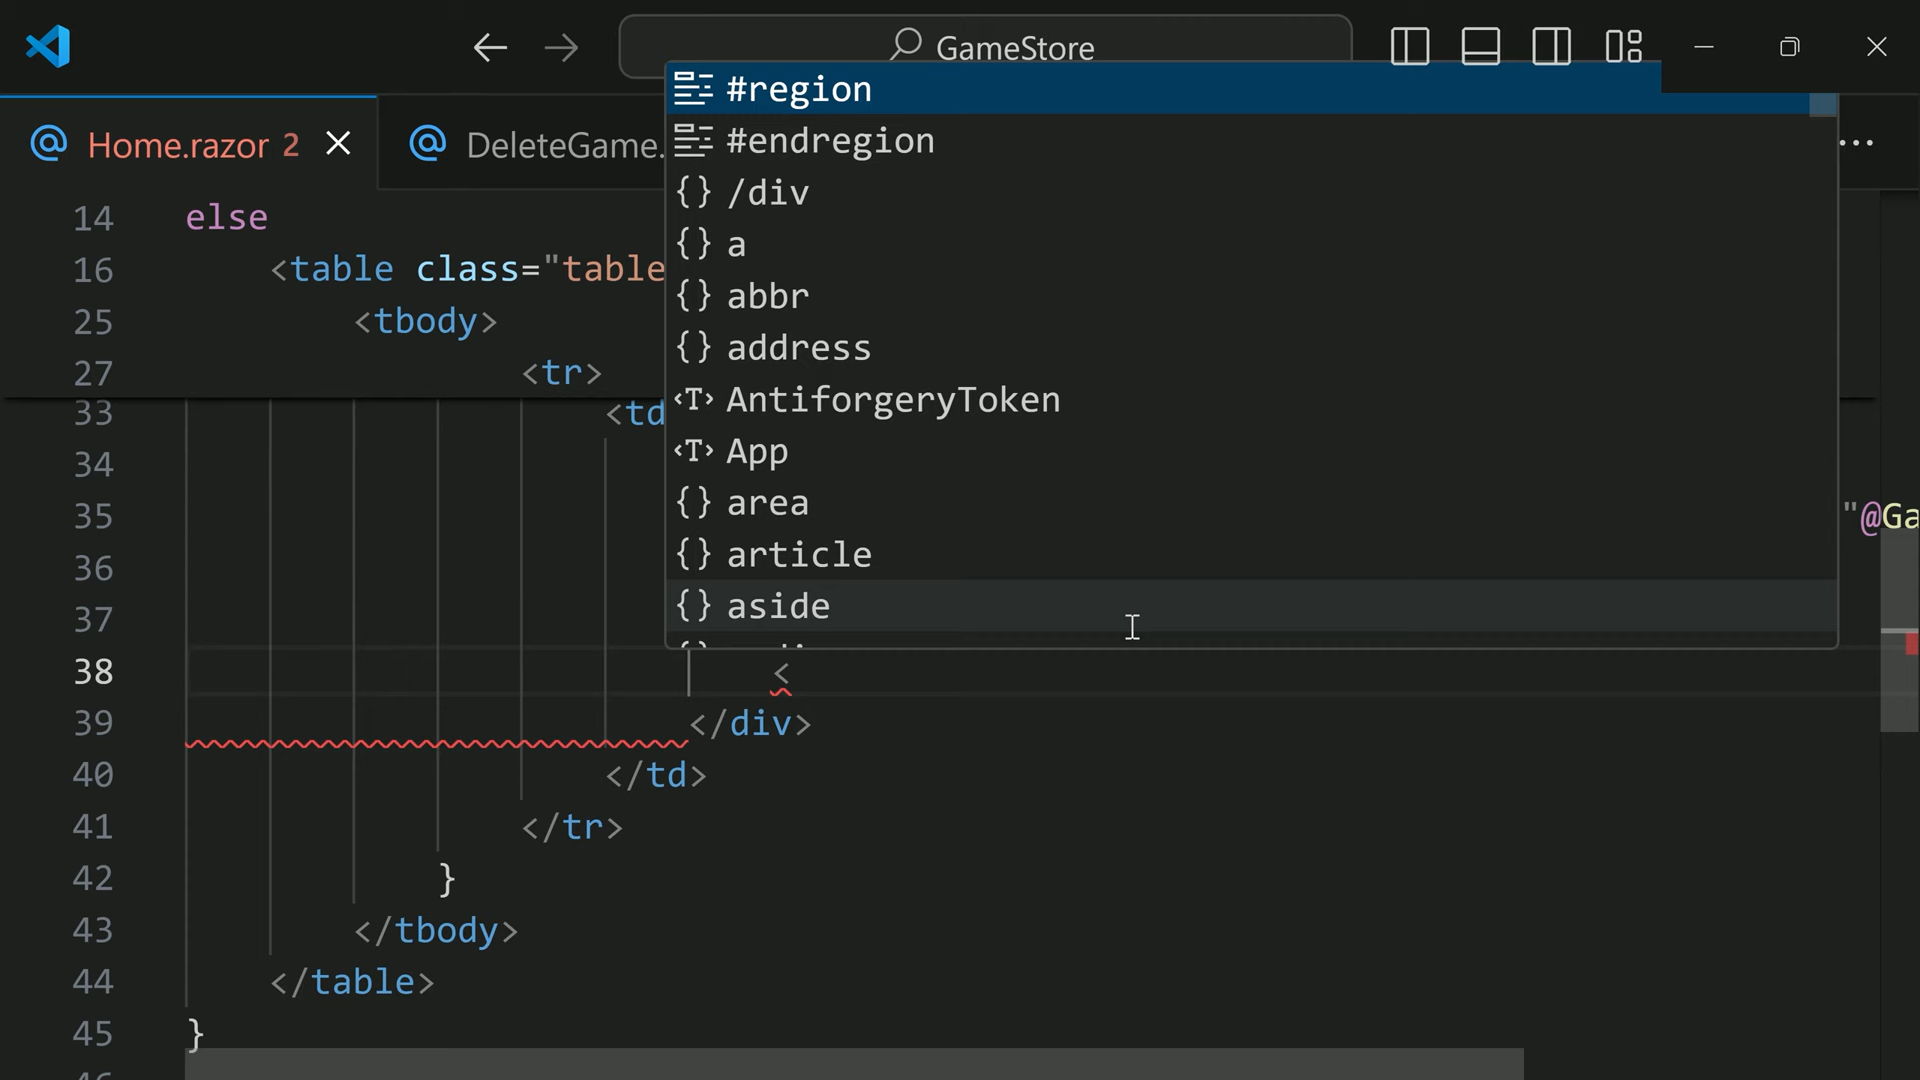 GameStore
Home.razor 2
DeleteGame.
#region
#endregion
/div
a
abbr
address
AntiforgeryToken
App
area
article
aside
14 else
16 <table class="table
25 <tbody>
27 <tr>
33 <td
34
35 "@Ga
36
37
38 <
39 </div>
40 </td>
41 </tr>
42 }
43 </tbody>
44 </table>
45 }